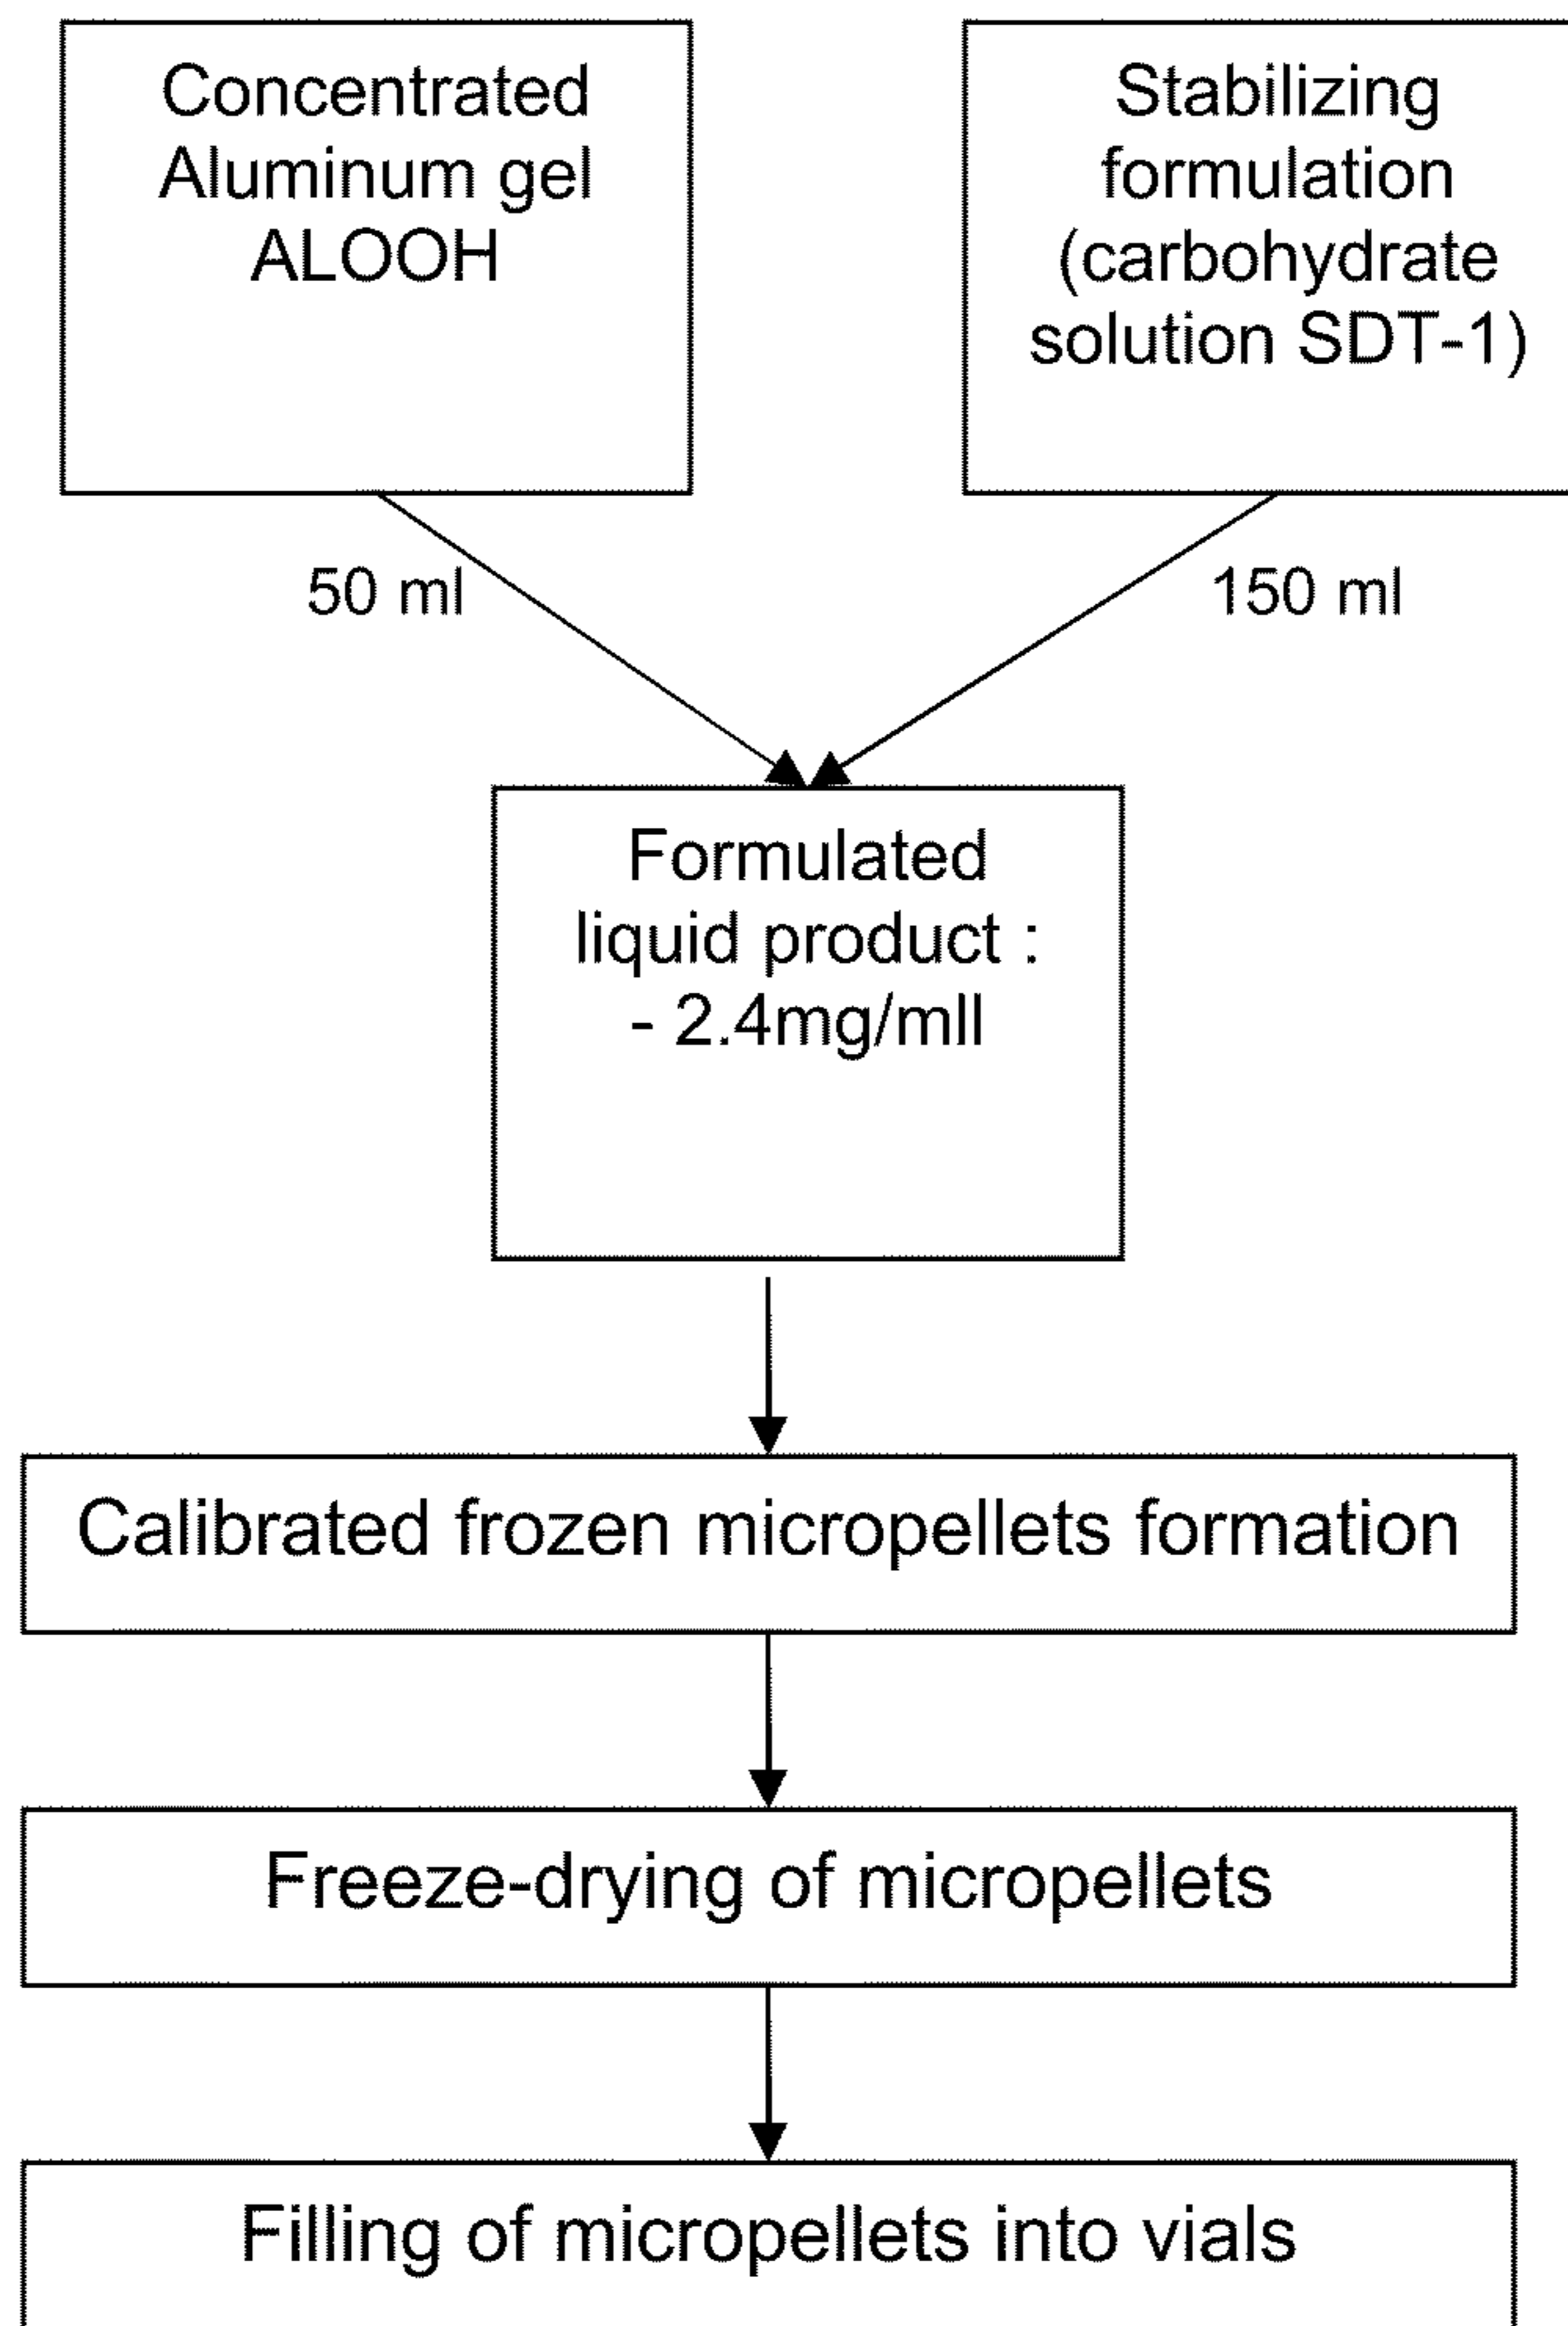 Concentrated
Aluminum gel
ALOOH
Stabilizing
formulation
(carbohydrate
solution SDT-1)
50 ml
150 ml
Formulated
liquid product :
- 2.4mg/mll
Calibrated frozen micropellets formation
Freeze-drying of micropellets
Filling of micropellets into vials